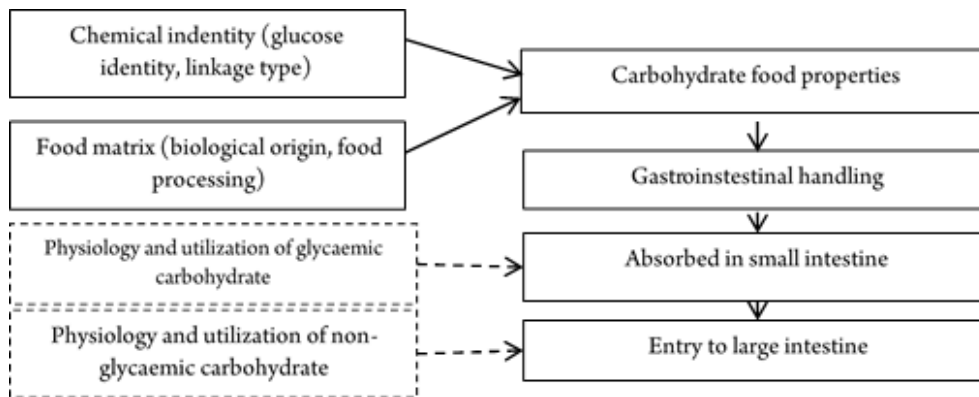 Chemical indentity (glucose
identity, linkage type)
Carbohydrate food properties
Food matrix (biological origin, food
processing)
Gastroinstestinal handling
Physiology and utilization of glycaemic
carbohydrate
Absorbed in small intestine
Physiology and utilization of non-
glycaemic carbohydrate
Entry to large intestine